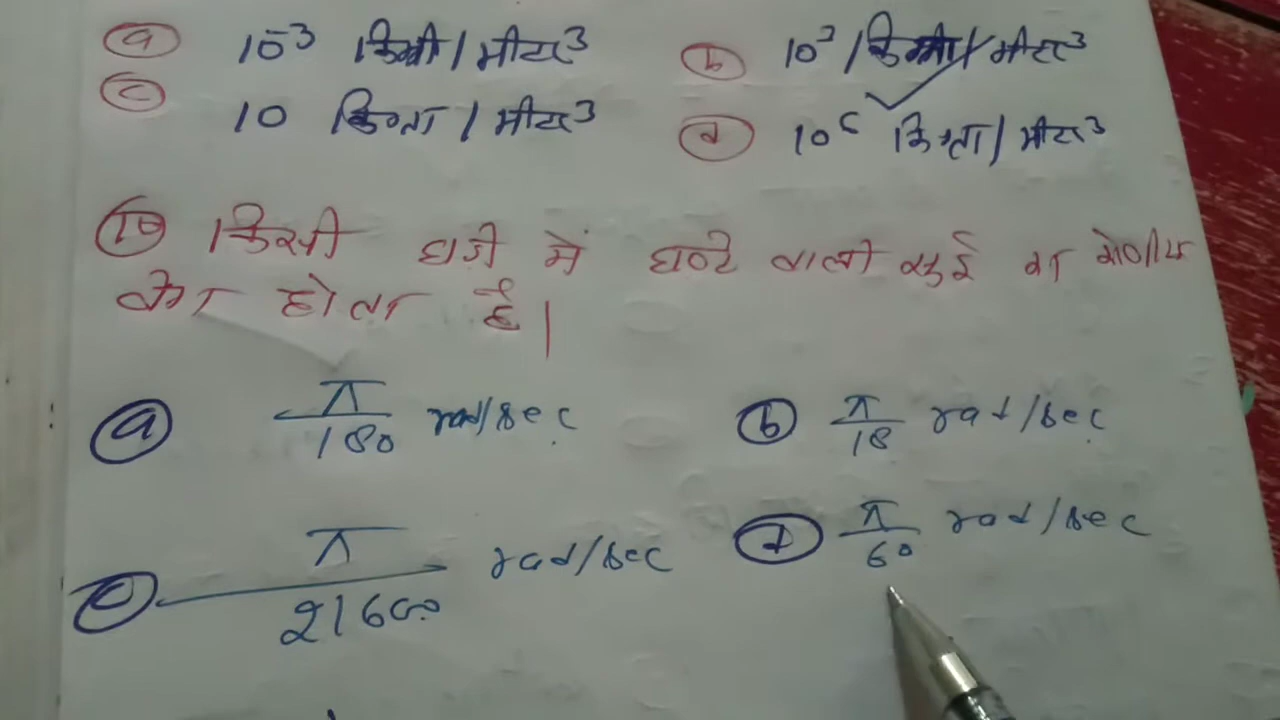 (a) 10⁻³ किग्रा / मीटर³ (b) 10³ / किग्रा / मीटर³
(c) 10 किग्रा / मीटर³ (d) 10⁶ किग्रा / मीटर³
किसी घड़ी में घण्टे वाली सुई का कोणीय
होता है |
(a) π/180 rad/sec (b) π/18 rad/sec
(c) π/21600 rad/sec (d) π/60 rad/sec